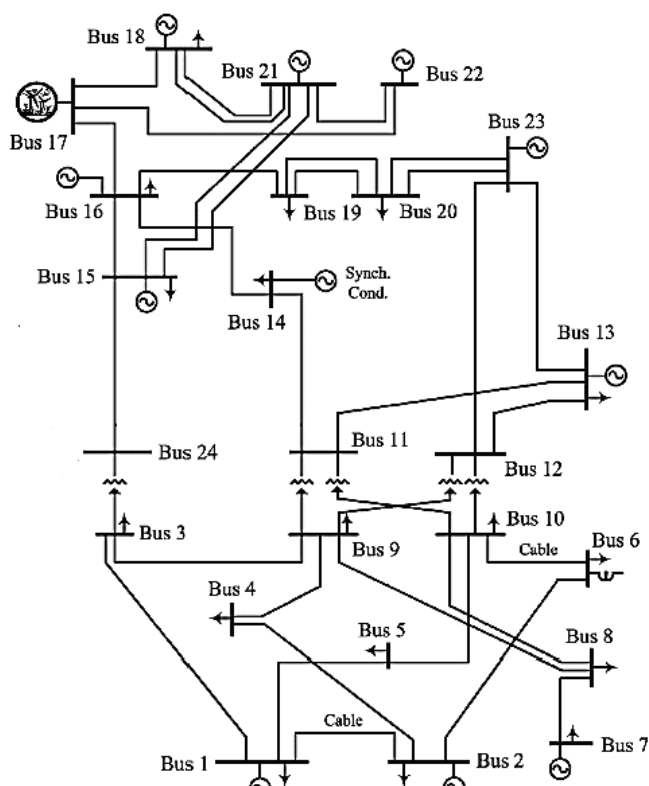 Bus 18
Bus 21
Bus 22
Bus 17
Bus 23
Bus 16
Bus 19
Bus 20
Bus 15
Synch.
Cond.
Bus 14
Bus 13
Bus 24
Bus 11
Bus 12
Bus 3
Bus 9
Bus 10
Cable
Bus 6
Bus 4
Bus 5
Bus 8
Cable
Bus 1
Bus 2
Bus 7